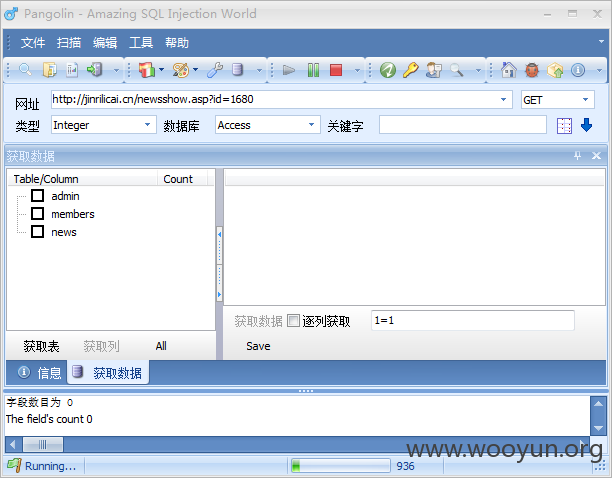 Pangolin - Amazing SQL Injection World
文件 扫描 编辑 工具 帮助
网址 http://jinrilicai.cn/newsshow.asp?id=1680 GET
类型 Integer 数据库 Access 关键字
获取数据
Table/Column Count
admin
members
news
获取数据 逐列获取 1=1
获取表 获取列 All Save
信息 获取数据
字段数目为 0
The field's count 0
www.wooyun.org
Running... 936